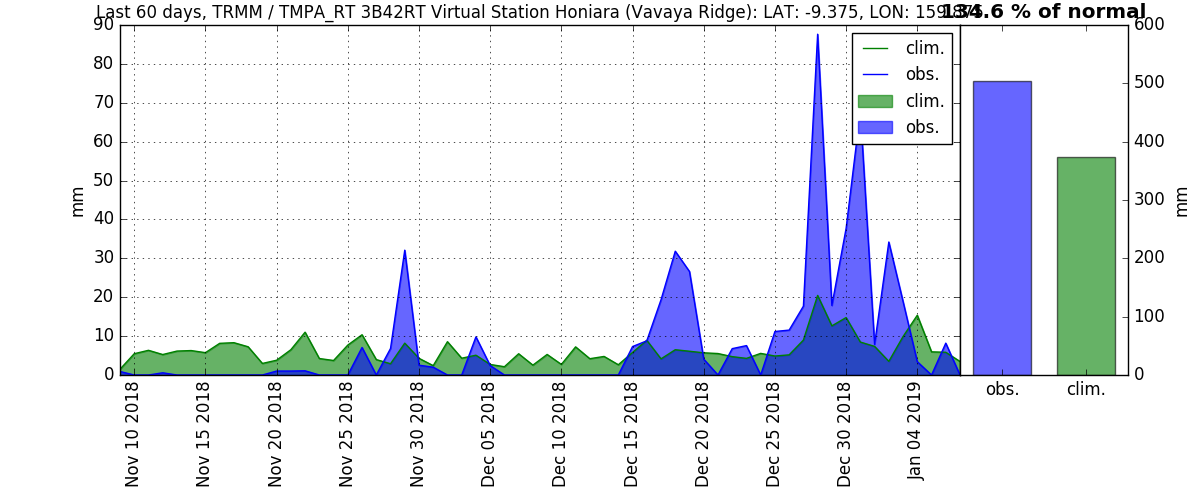 Last 60 days, TRMM / TMPA_RT 3B42RT Virtual Station Honiara (Vavaya Ridge): LAT: -9.375, LON: 159.875
134.6 % of normal
90
80
70
60
50
40
30
20
10
0
mm
clim.
obs.
clim.
obs.
600
500
400
300
200
100
0
mm
Nov 10 2018
Nov 15 2018
Nov 20 2018
Nov 25 2018
Nov 30 2018
Dec 05 2018
Dec 10 2018
Dec 15 2018
Dec 20 2018
Dec 25 2018
Dec 30 2018
Jan 04 2019
obs.
clim.